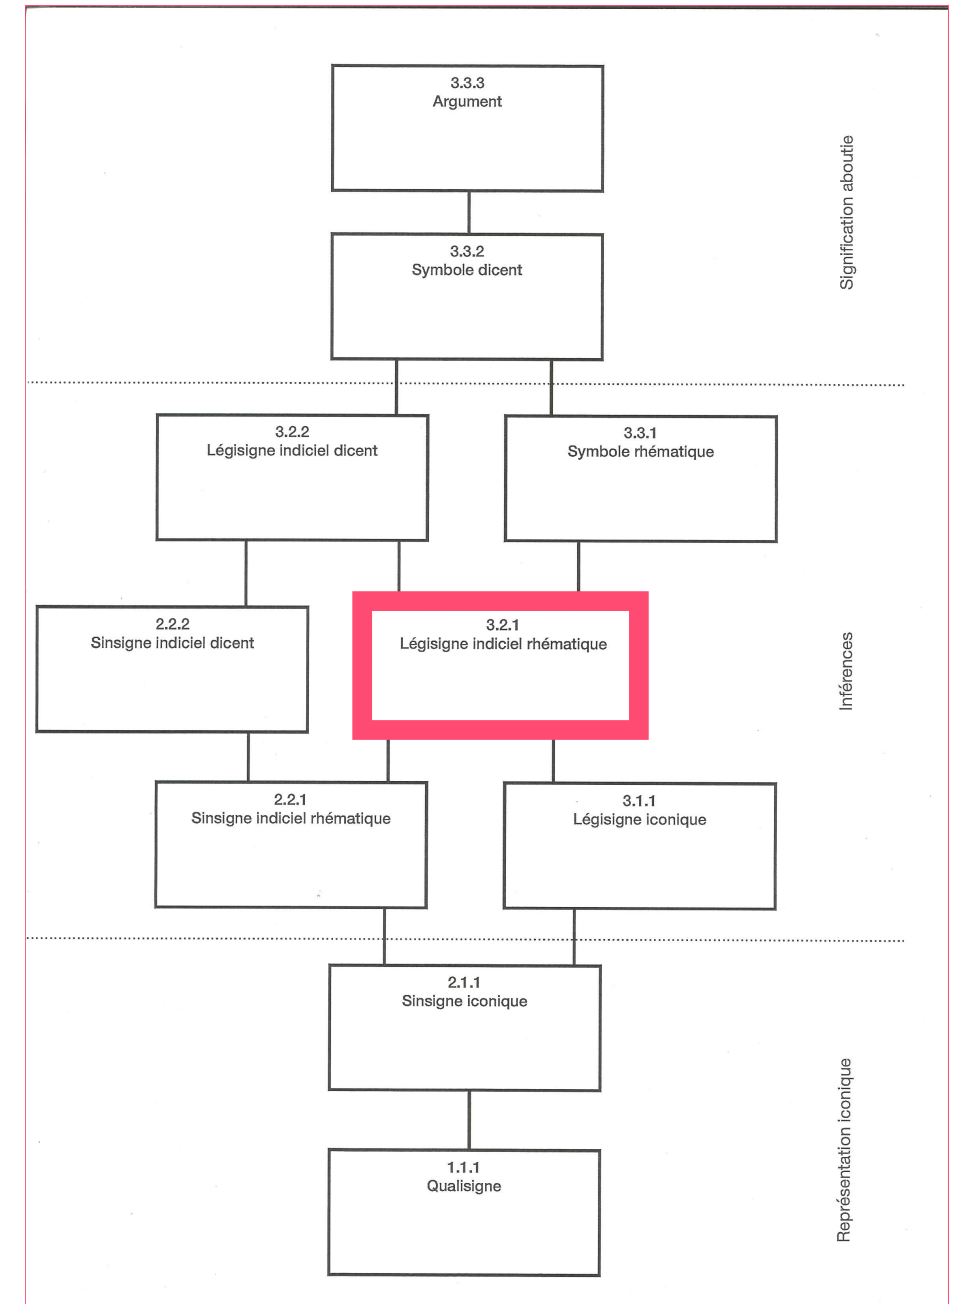 3.3.3
Argument
Signification aboutie
3.3.2
Symbole dicent
3.2.2
Légisigne indiciel dicent
3.3.1
Symbole rhématique
2.2.2
Sinsigne indiciel dicent
3.2.1
Légisigne indiciel rhématique
Inférences
2.2.1
Sinsigne indiciel rhématique
3.1.1
Légisigne iconique
2.1.1
Sinsigne iconique
Représentation iconique
1.1.1
Qualisigne